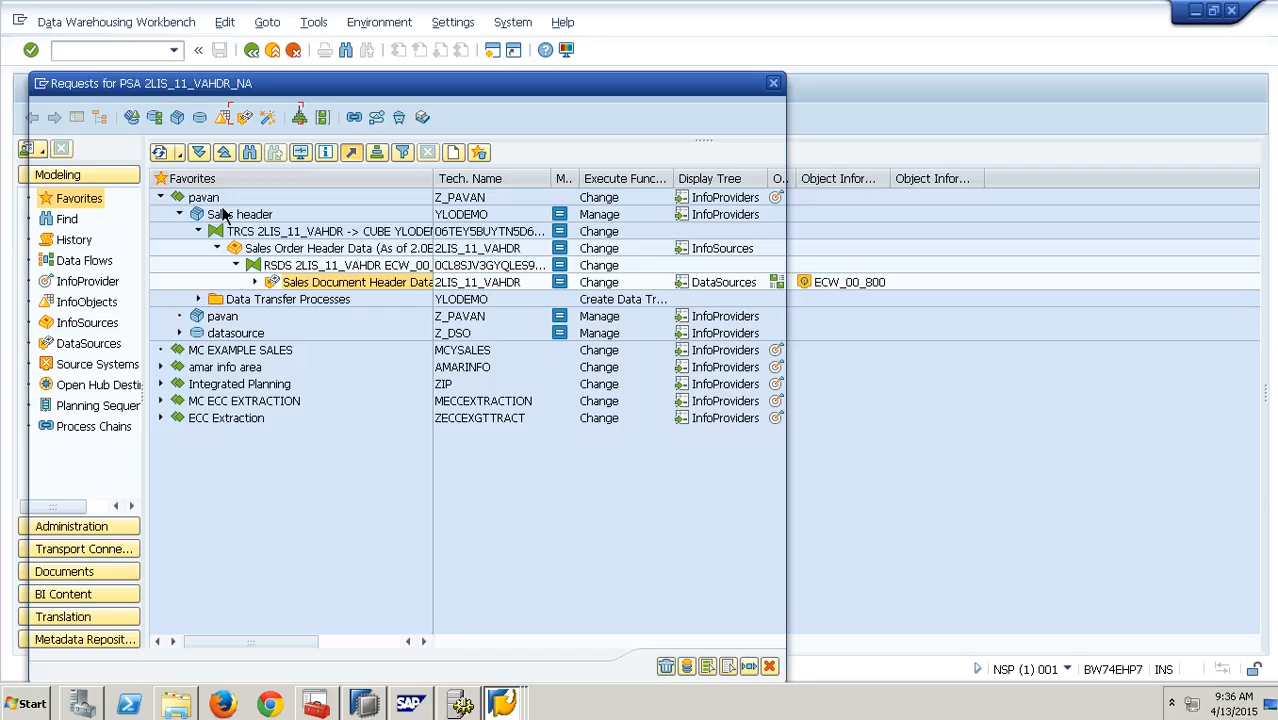 Data Warehousing Workbench Edit Goto Tools Environment Settings System Help
Requests for PSA 2LIS_11_VAHDR_NA
Modeling
Favorites
Find
History
Data Flows
InfoProvider
InfoObjects
InfoSources
DataSources
Source Systems
Open Hub Desti
Planning Sequer
Process Chains
Administration
Transport Conne...
Documents
BI Content
Translation
Metadata Reposit...
Favorites Tech. Name M.. Execute Func... Display Tree O.. Object Infor... Object Infor...
pavan Z_PAVAN Change InfoProviders
Sales header YLODEMO Manage InfoProviders
TRCS 2LIS_11_VAHDR -> CUBE YLODEM 06TEY5BUYTN5D6... Change
Sales Order Header Data (As of 2.0E 2LIS_11_VAHDR Change InfoSources
RSDS 2LIS_11_VAHDR ECW_00_ 0CL8SJV3GYQLES9... Change
Sales Document Header Data 2LIS_11_VAHDR Change DataSources ECW_00_800
Data Transfer Processes YLODEMO Create Data Tr...
pavan Z_PAVAN Manage InfoProviders
datasource Z_DSO Manage InfoProviders
MC EXAMPLE SALES MCYSALES Change InfoProviders
amar info area AMARINFO Change InfoProviders
Integrated Planning ZIP Change InfoProviders
MC ECC EXTRACTION MECCEXTRACTION Change InfoProviders
ECC Extraction ZECCEXGTTRACT Change InfoProviders
NSP (1) 001 BW74EHP7 INS
Start SAP 9:36 AM
4/13/2015